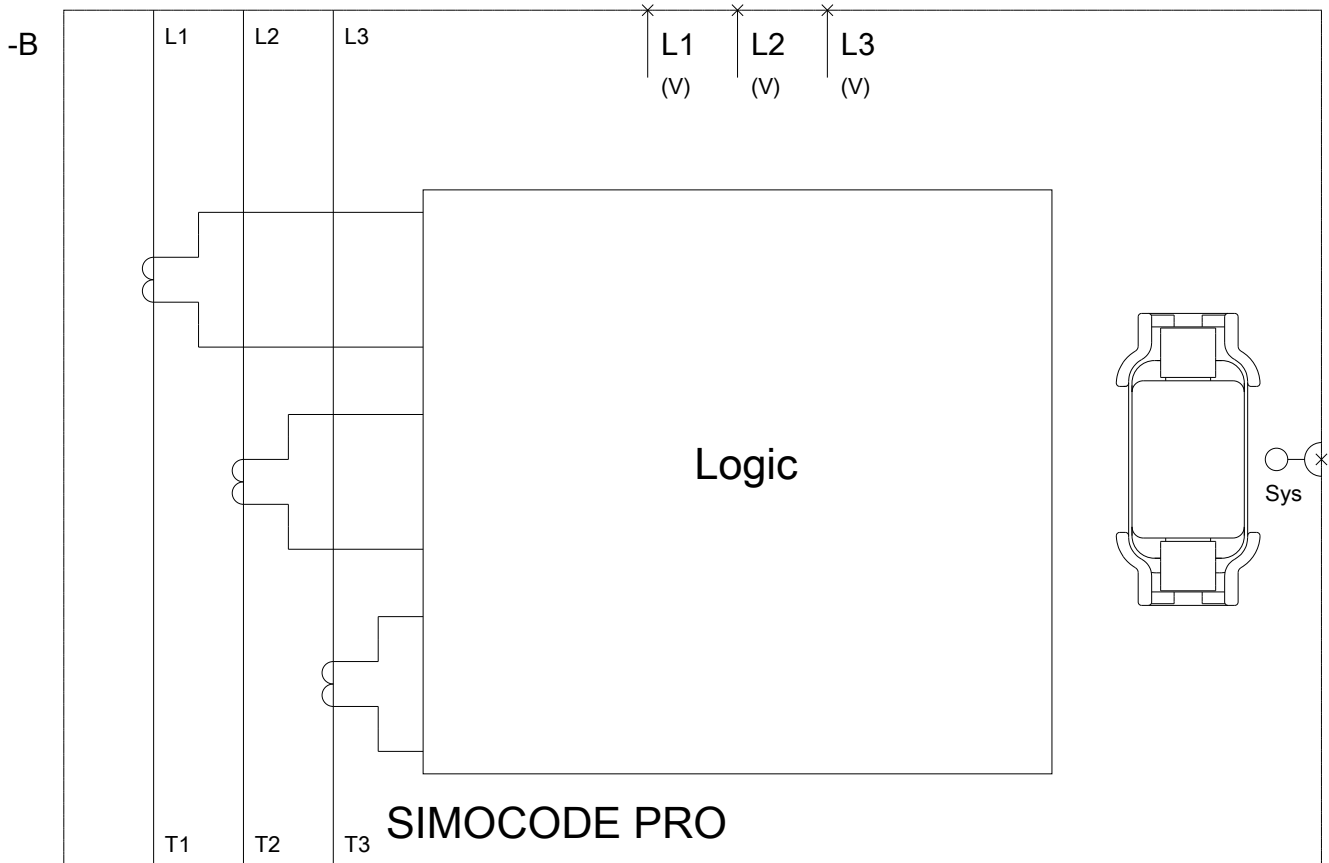 -B L1 L2 L3 L1 L2 L3
(V) (V) (V)
Logic
Sys
SIMOCODE PRO
T1 T2 T3